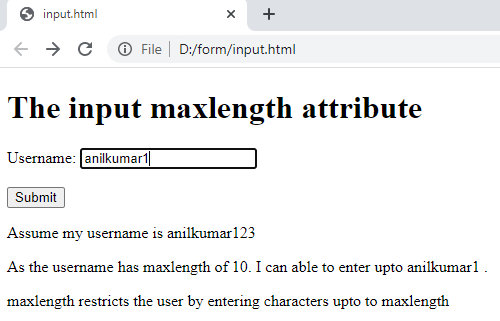 input.html
File | D:/form/input.html
The input maxlength attribute
Username: anilkumar1
Submit
Assume my username is anilkumar123
As the username has maxlength of 10. I can able to enter upto anilkumar1 .
maxlength restricts the user by entering characters upto to maxlength